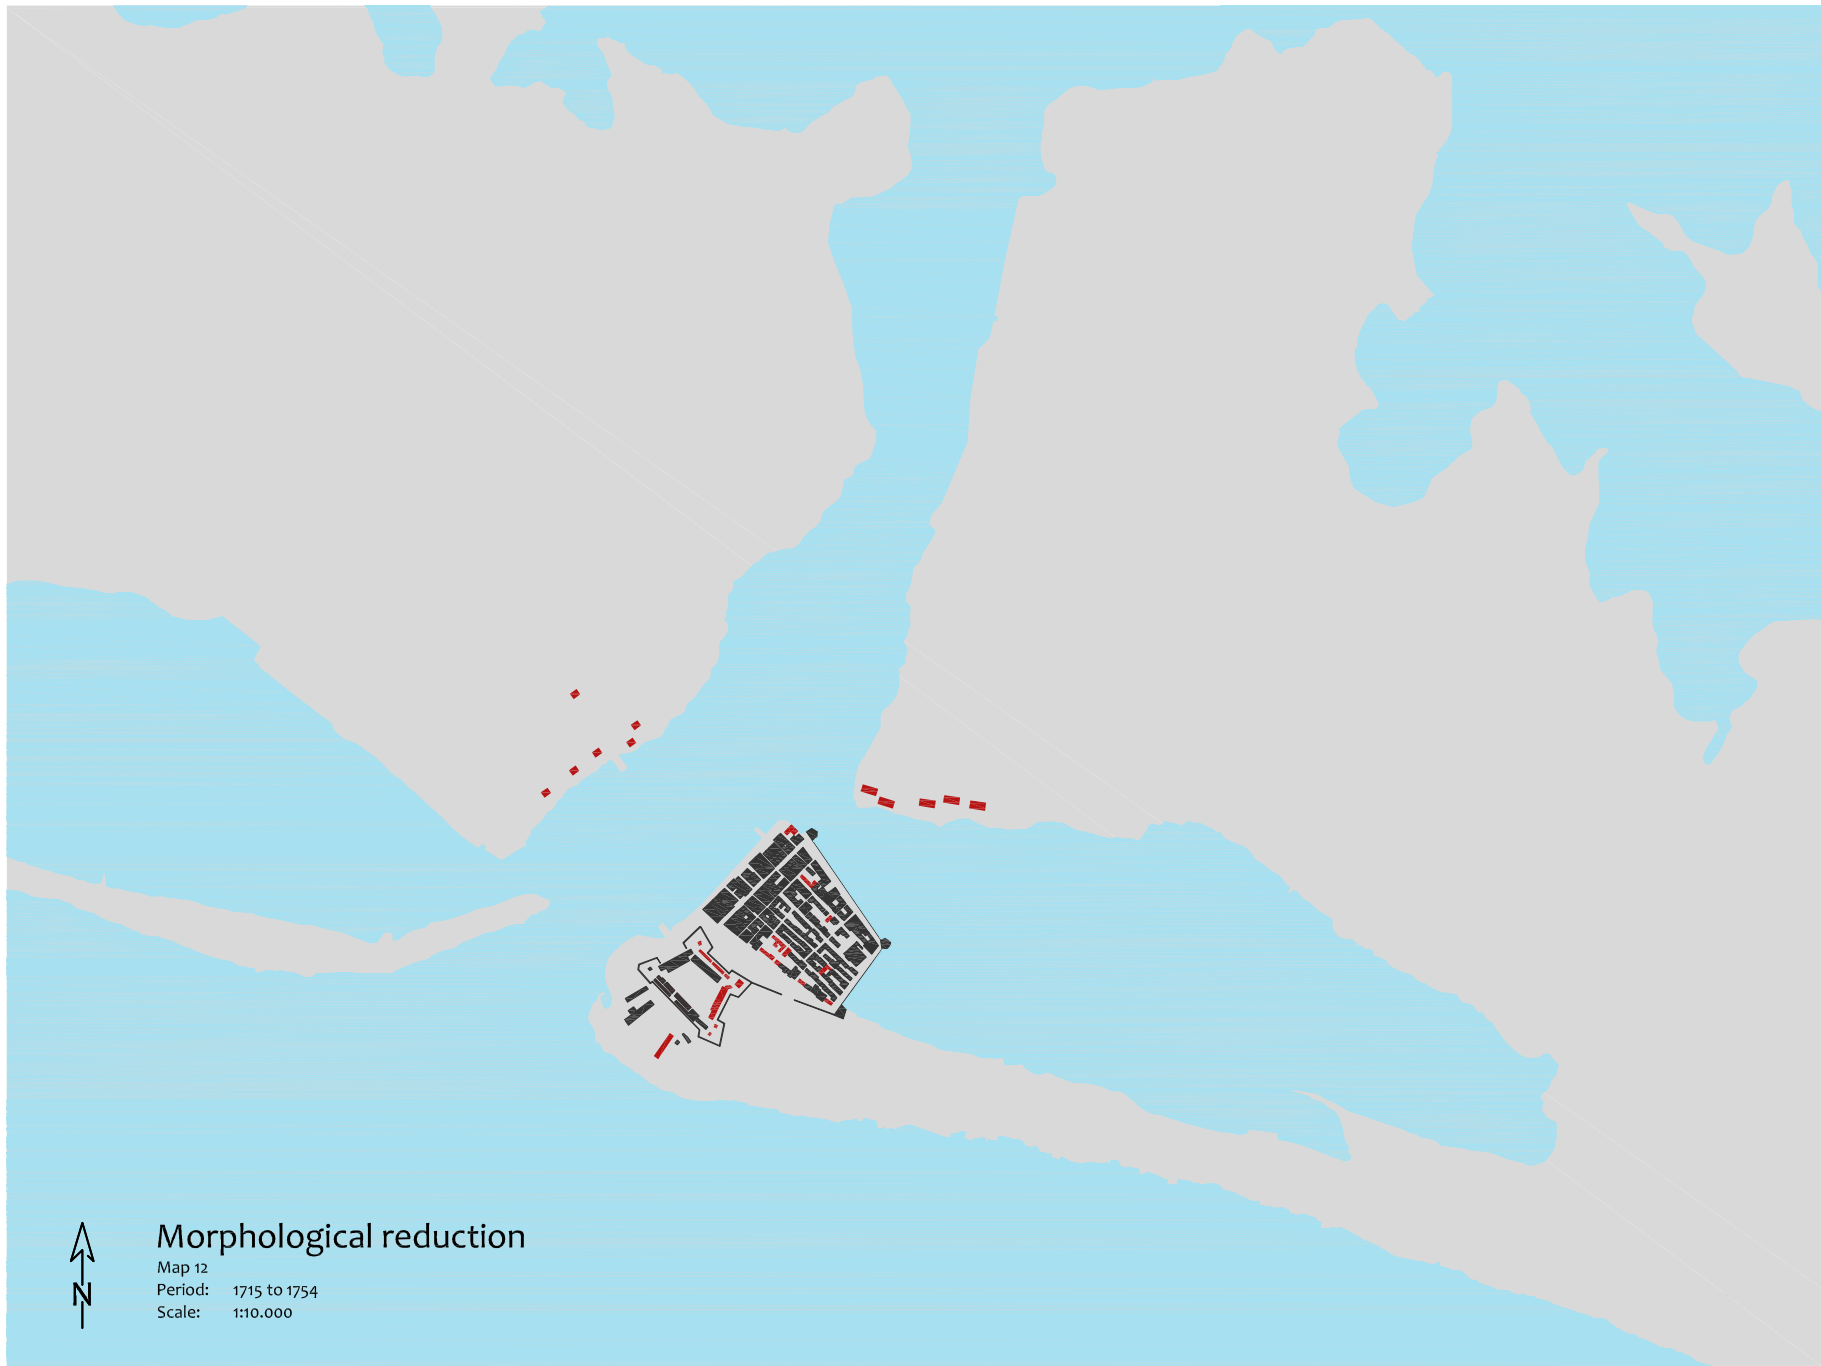 Morphological reduction
Map 12
Period: 1715 to 1754
Scale: 1:10.000
N